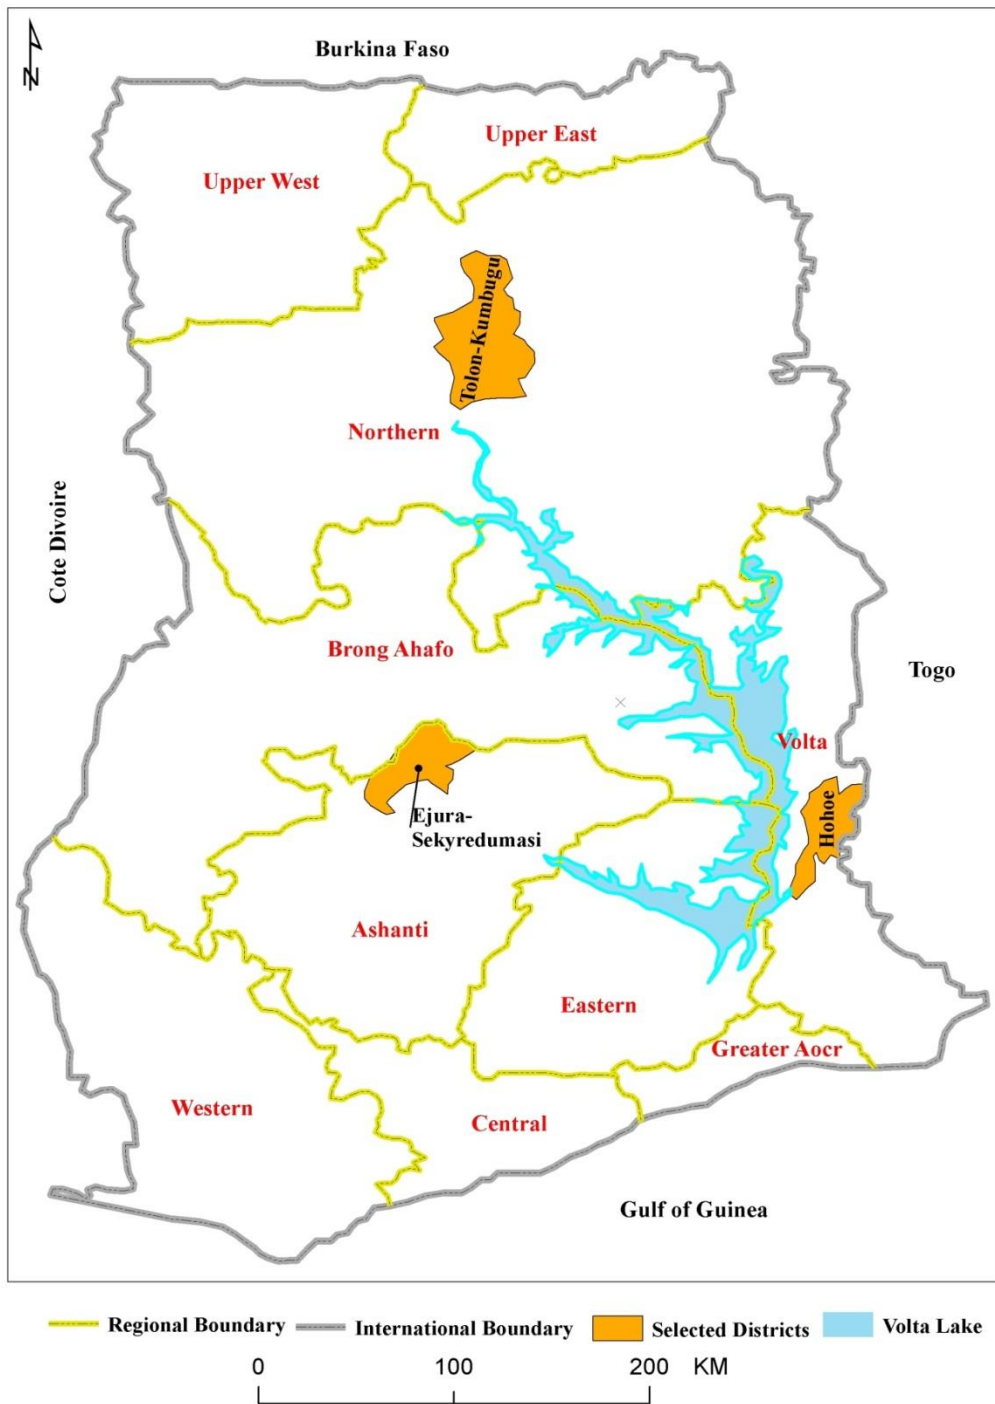 N
Burkina Faso
Upper East
Upper West
Tolon-Kumbugu
Northern
Cote Divoire
Brong Ahafo
Togo
Volta
Hohoe
Ejura-
Sekyredumasi
Ashanti
Eastern
Greater Aocr
Western
Central
Gulf of Guinea
Regional Boundary
International Boundary
Selected Districts
Volta Lake
0
100
200
KM